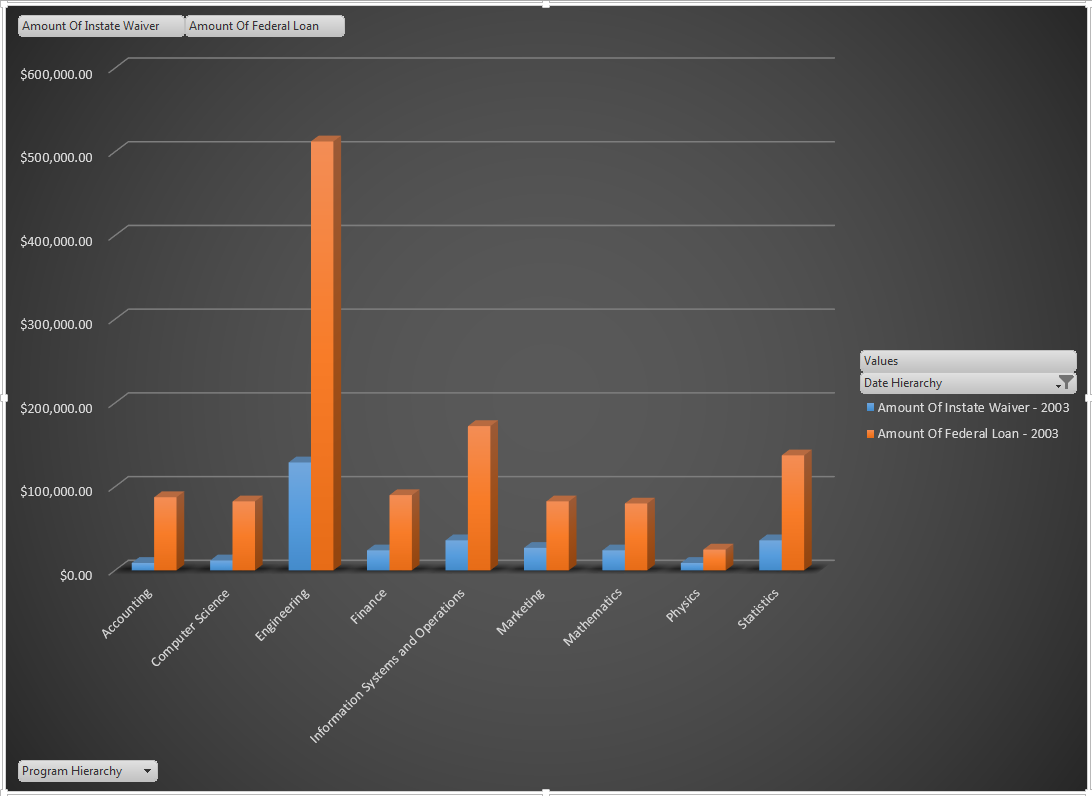 Amount Of Instate Waiver Amount Of Federal Loan
$600,000.00
$500,000.00
$400,000.00
$300,000.00
$200,000.00
$100,000.00
$0.00
Accounting
Computer Science
Engineering
Finance
Information Systems and Operations
Marketing
Mathematics
Physics
Statistics
Values
Date Hierarchy
Amount Of Instate Waiver - 2003
Amount Of Federal Loan - 2003
Program Hierarchy